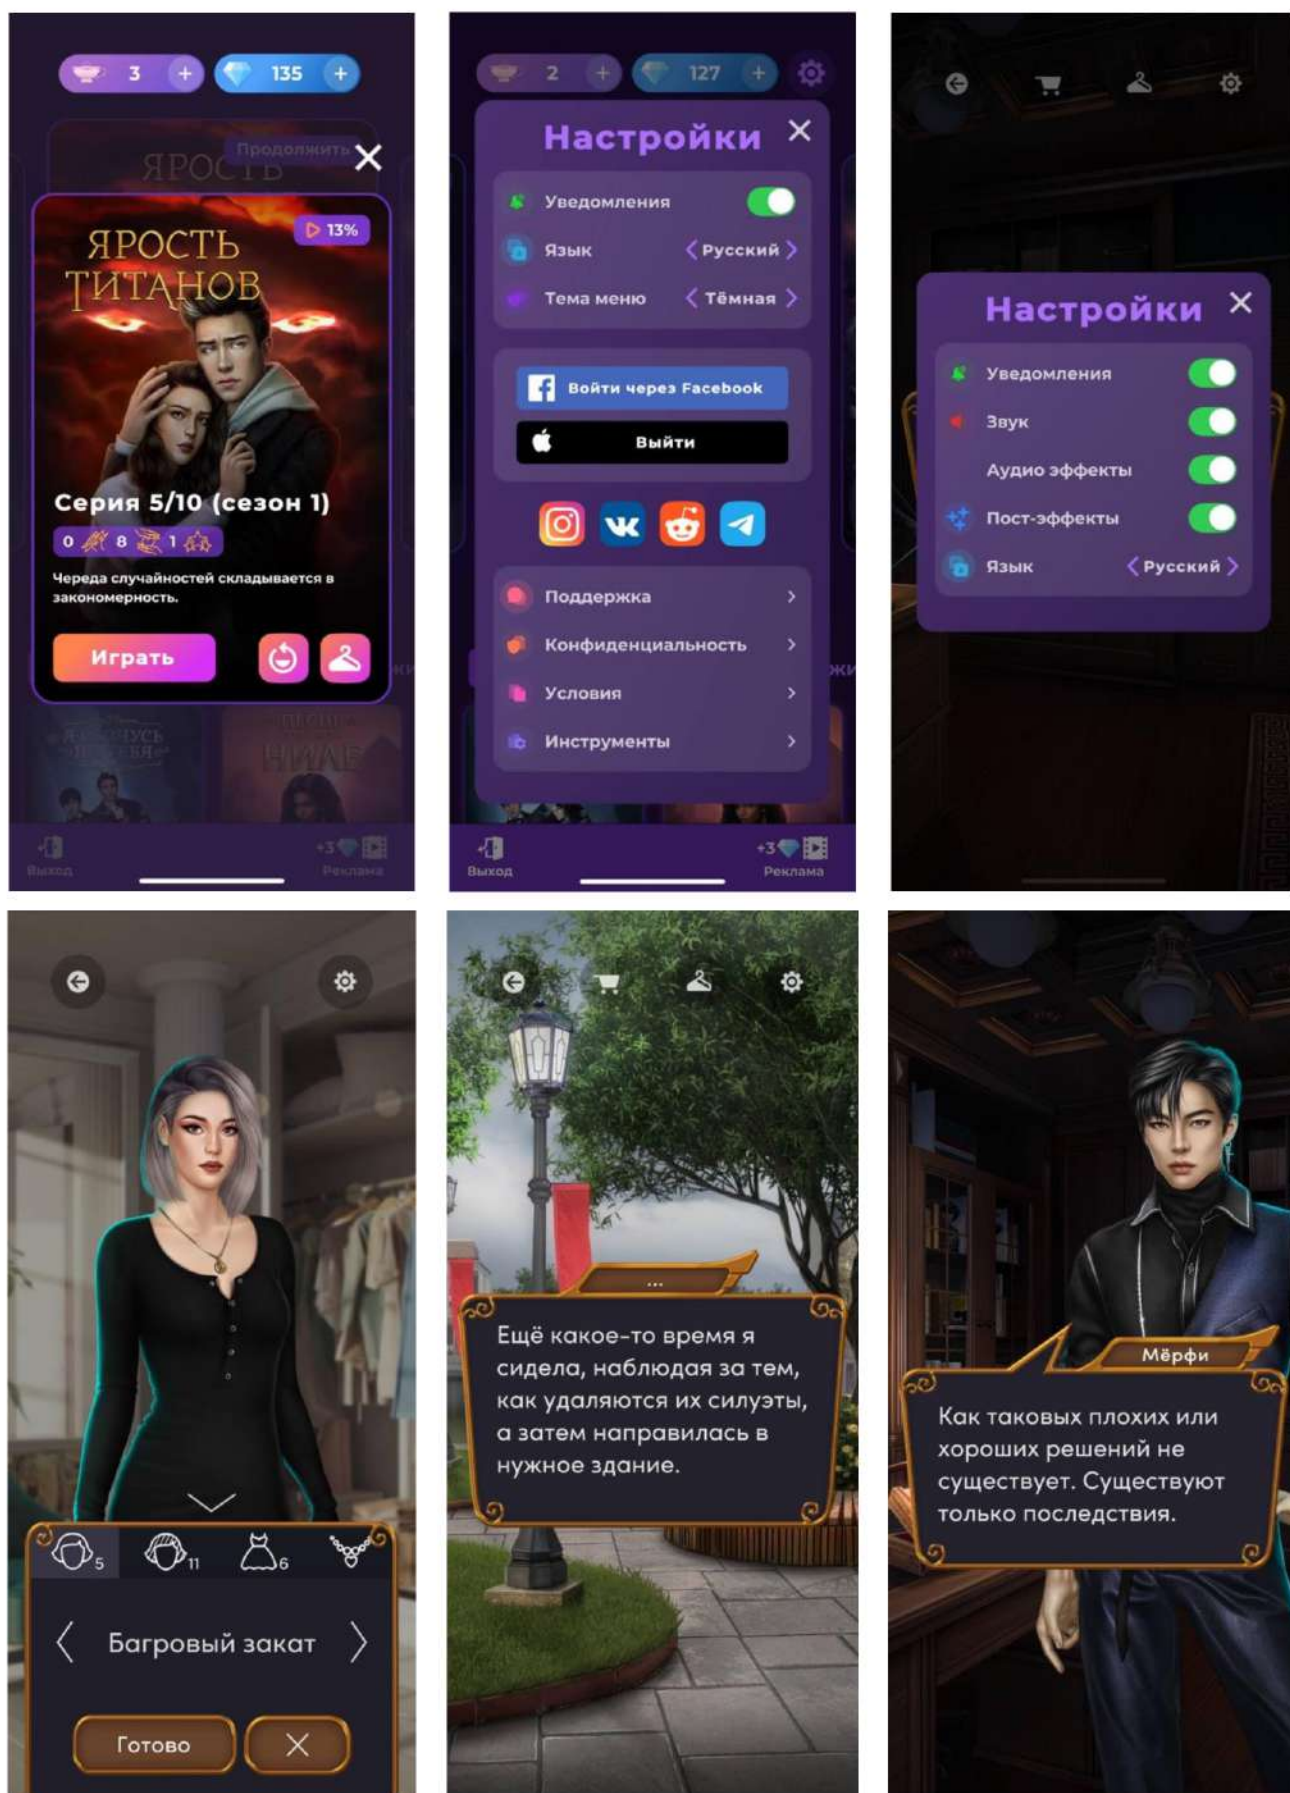 3 +
135 +
Продолжить
ЯРОСТЬ
13%
ЯРОСТЬ
ТИТАНОВ
Серия 5/10 (сезон 1)
0 8 1
Череда случайностей складывается в
закономерность.
Играть
НИЛЕ
Выход
+3
Реклама
2 +
127 +
Настройки
Уведомления
Язык
Русский
Тема меню
Тёмная
Войти через Facebook
Выйти
Поддержка
Конфиденциальность
Условия
Инструменты
Выход
+3
Реклама
Настройки
Уведомления
Звук
Аудио эффекты
Пост-эффекты
Язык
Русский
5
11
6
Багровый закат
Готово
...
Ещё какое-то время я
сидела, наблюдая за тем,
как удаляются их силуэты,
а затем направилась в
нужное здание.
Мёрфи
Как таковых плохих или
хороших решений не
существует. Существуют
только последствия.